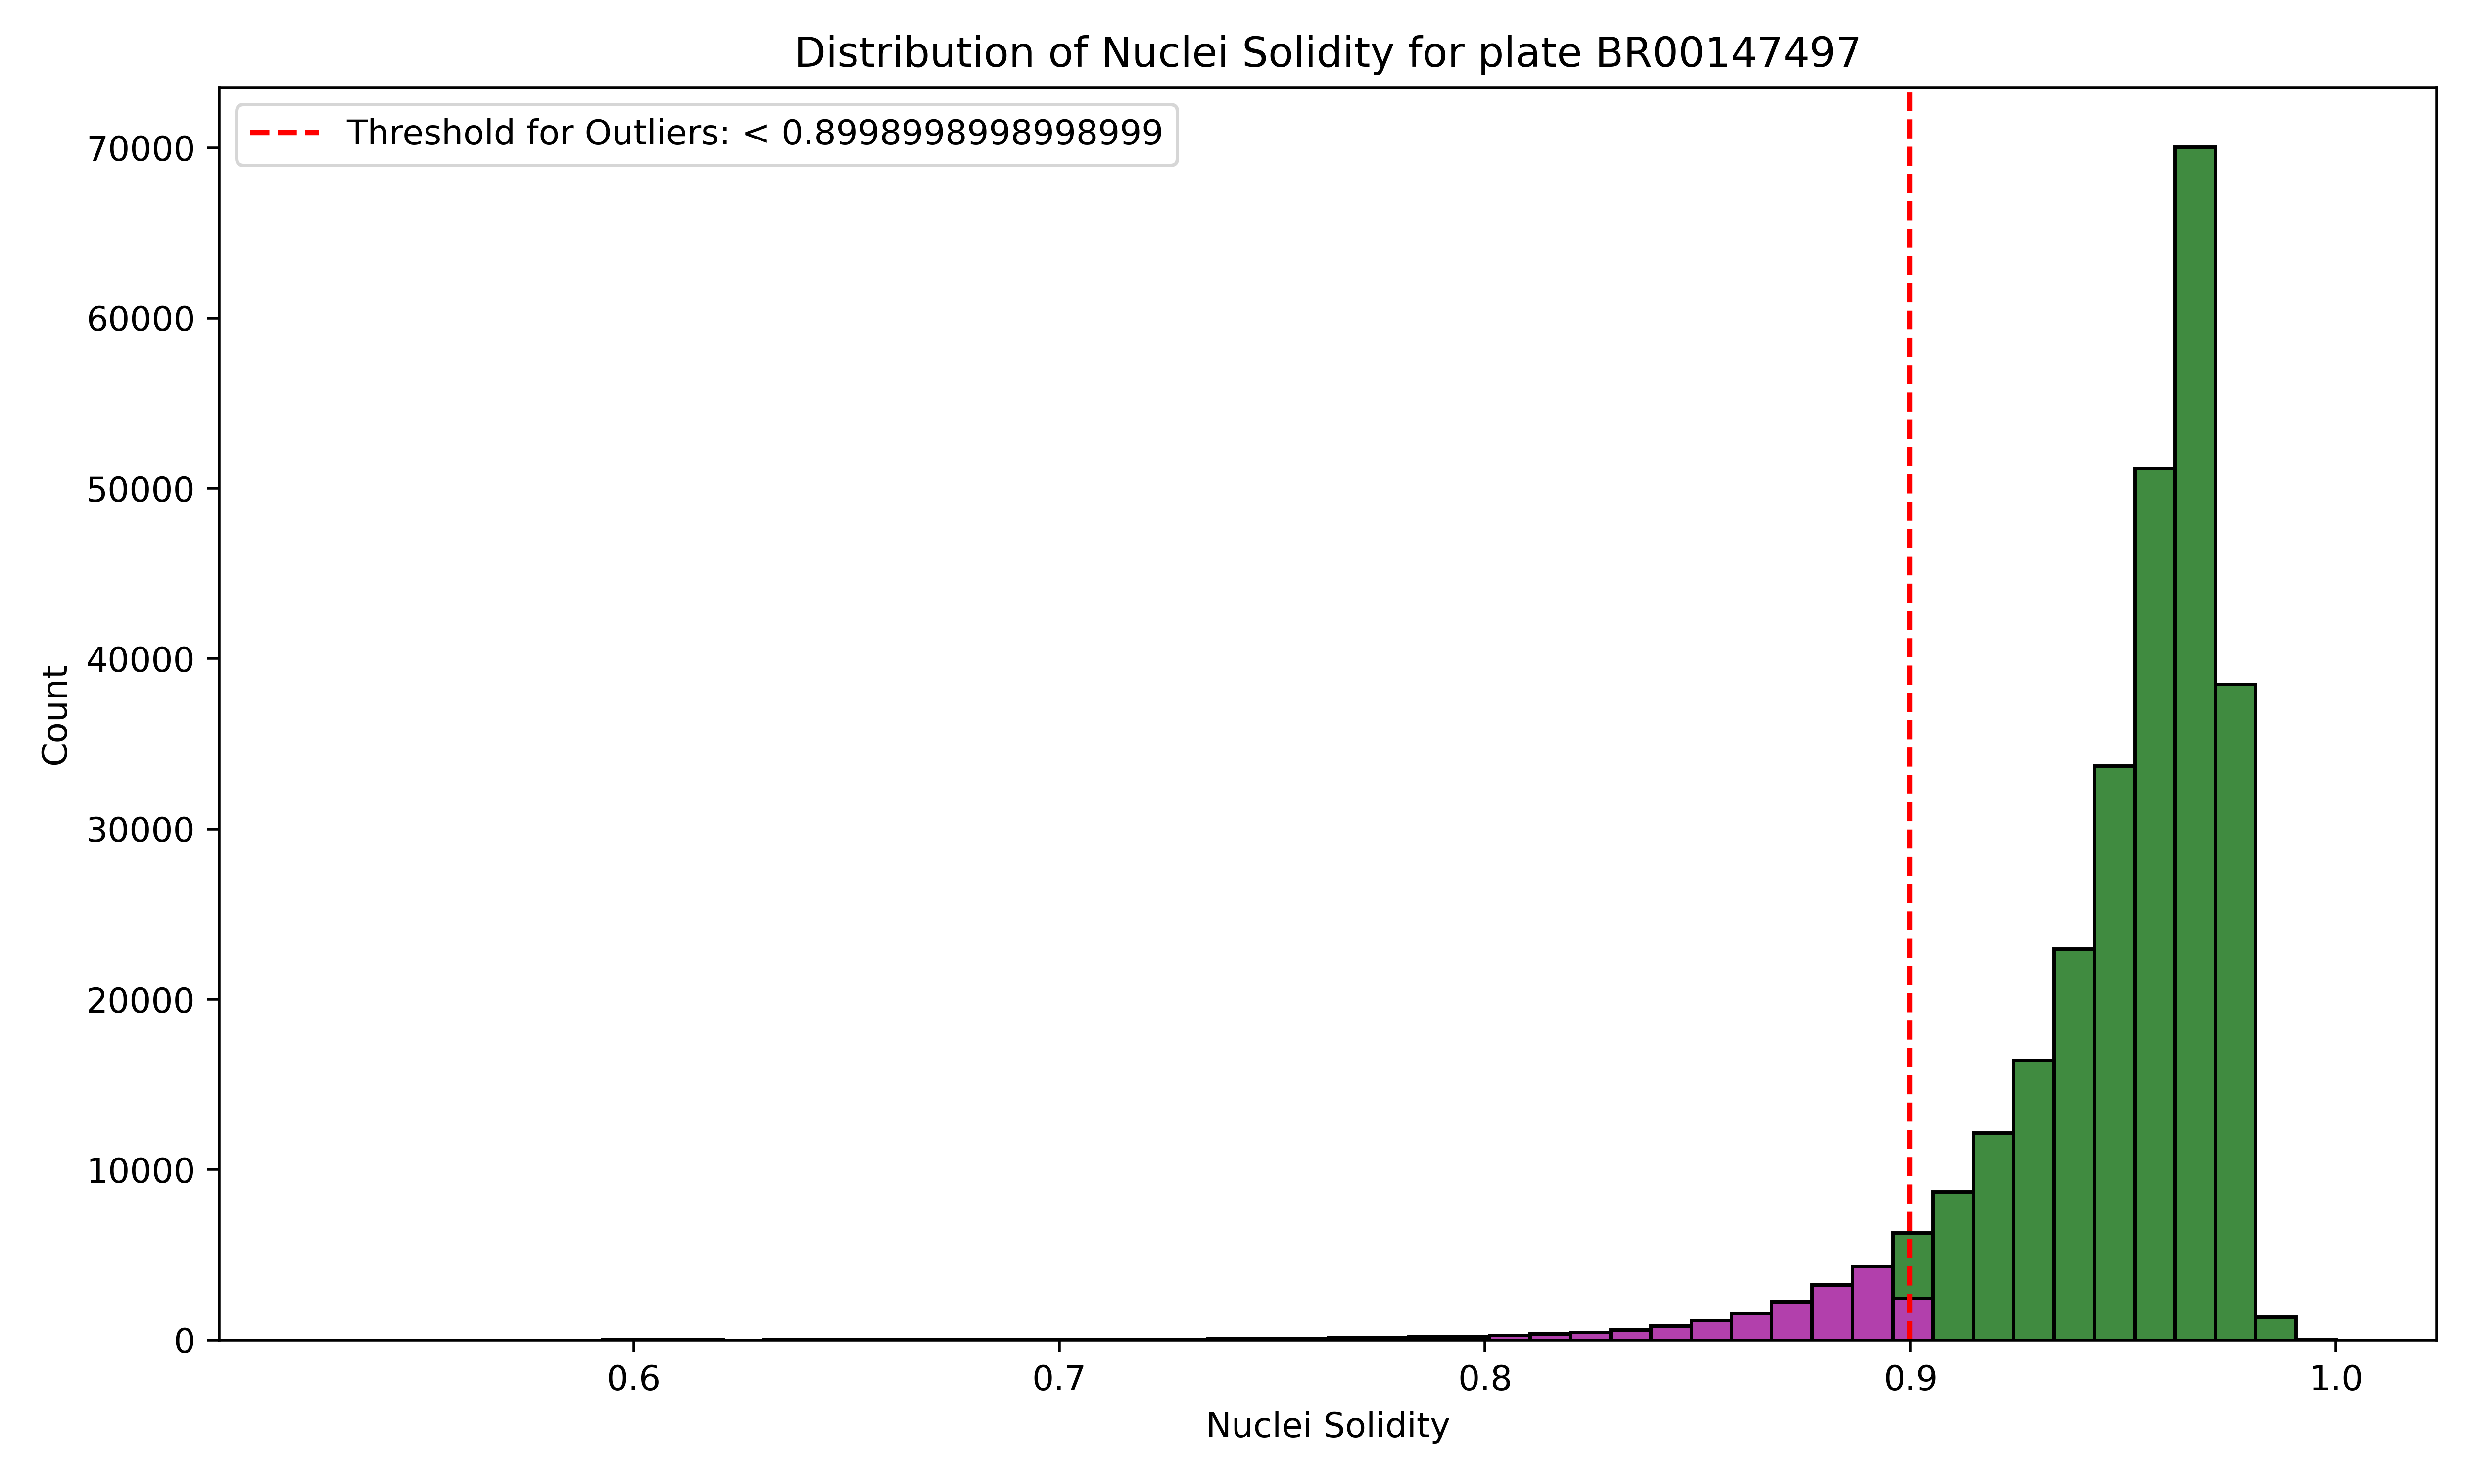 Distribution of Nuclei Solidity for plate BR00147497
Threshold for Outliers: < 0.8998998998998999
70000
60000
50000
40000
30000
20000
10000
0
Count
0.6 0.7 0.8 0.9 1.0
Nuclei Solidity